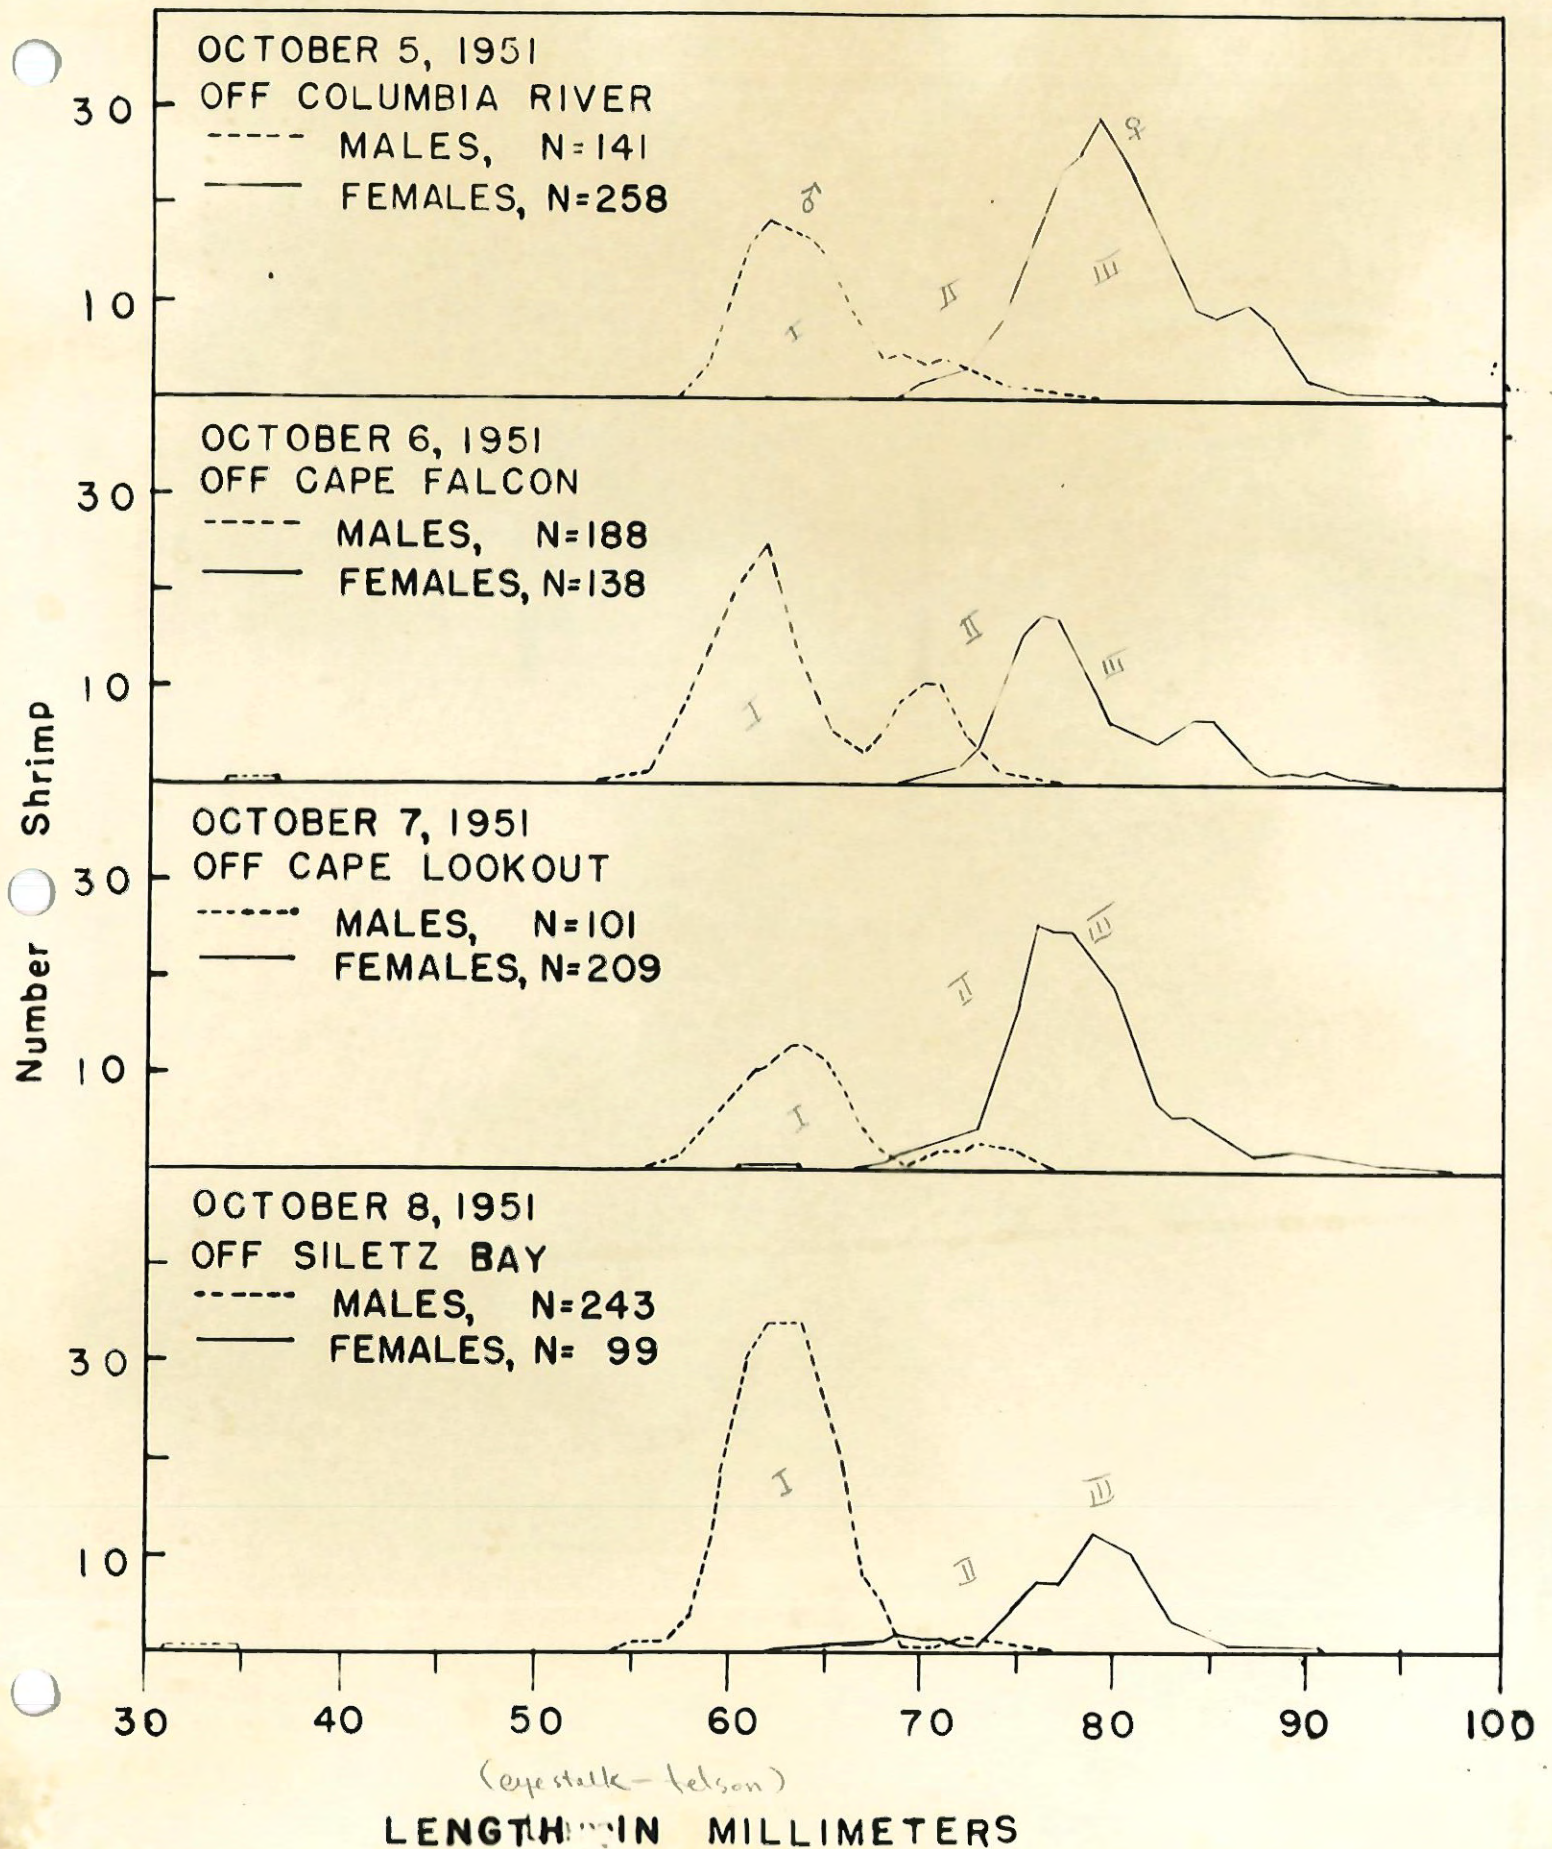 OCTOBER 5, 1951
OFF COLUMBIA RIVER
MALES, N=141
FEMALES, N=258
30
10
♂
♀
I
II
III
OCTOBER 6, 1951
OFF CAPE FALCON
MALES, N=188
FEMALES, N=138
30
10
I
II
III
OCTOBER 7, 1951
OFF CAPE LOOKOUT
MALES, N=101
FEMALES, N=209
30
10
I
II
III
OCTOBER 8, 1951
OFF SILETZ BAY
MALES, N=243
FEMALES, N= 99
30
10
I
II
III
Number Shrimp
30 40 50 60 70 80 90 100
(eyestalk - telson)
LENGTH IN MILLIMETERS